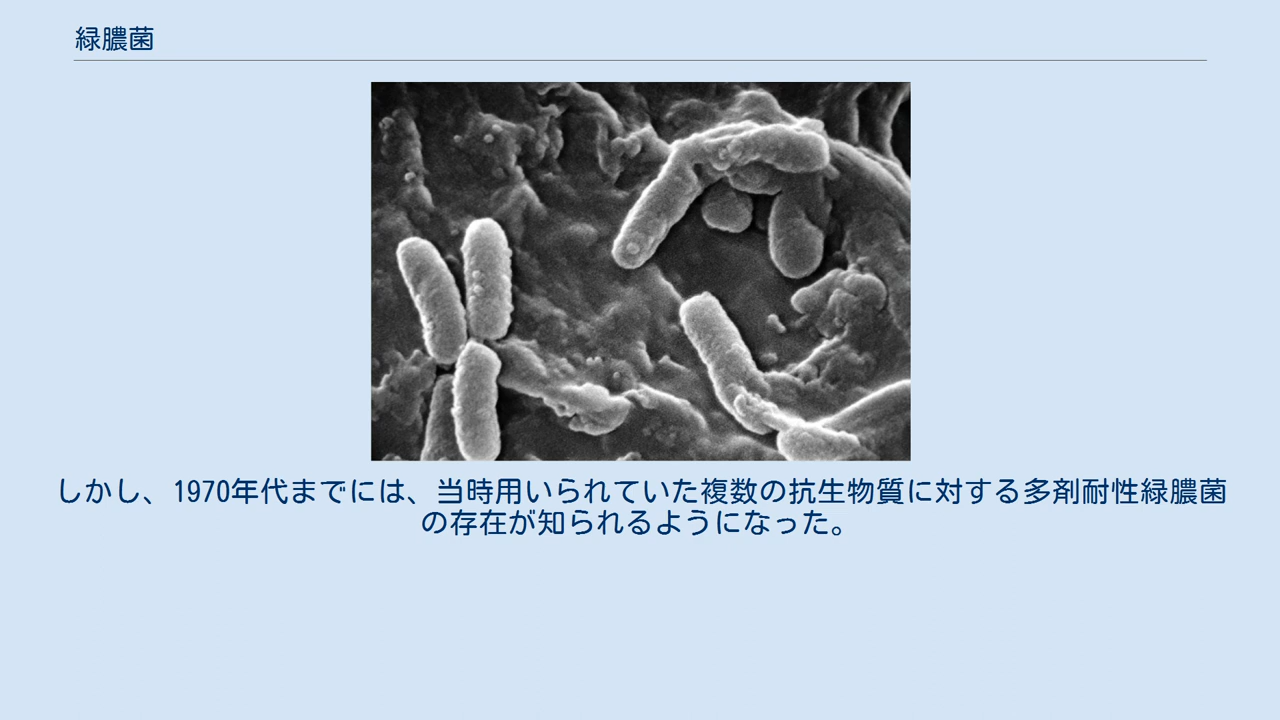 緑膿菌
しかし、1970年代までには、当時用いられていた複数の抗生物質に対する多剤耐性緑膿菌
の存在が知られるようになった。